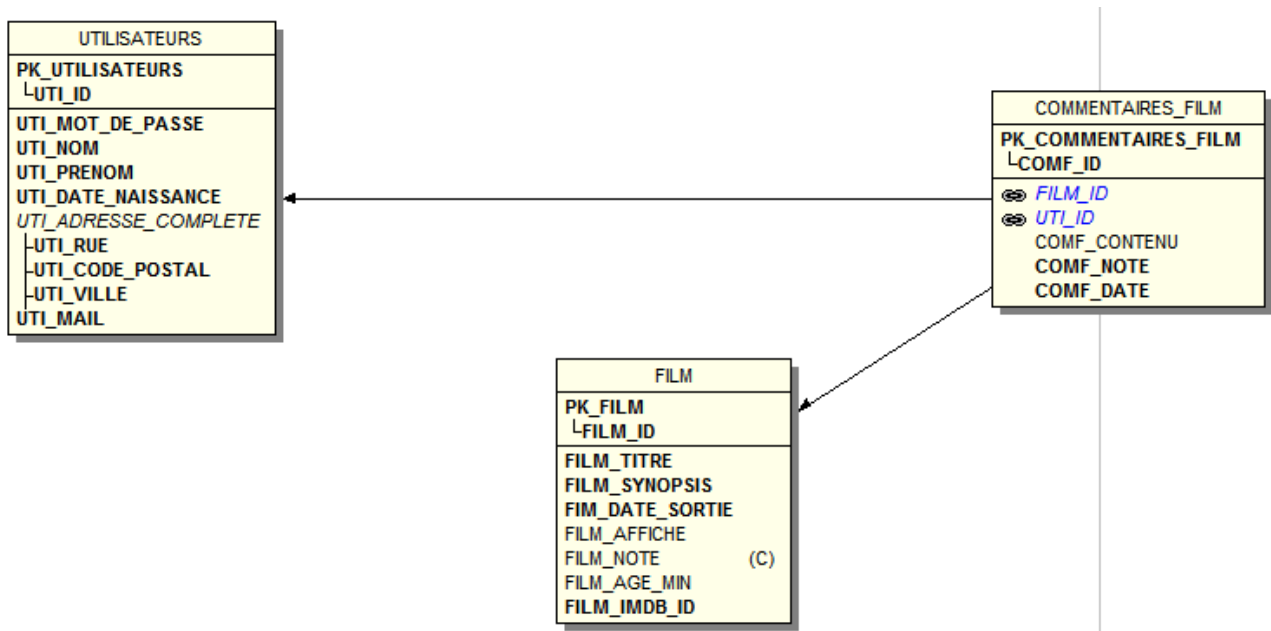 UTILISATEURS
PK_UTILISATEURS
UTI_ID
UTI_MOT_DE_PASSE
UTI_NOM
UTI_PRENOM
UTI_DATE_NAISSANCE
UTI_ADRESSE_COMPLETE
UTI_RUE
UTI_CODE_POSTAL
UTI_VILLE
UTI_MAIL
COMMENTAIRES_FILM
PK_COMMENTAIRES_FILM
COMF_ID
FILM_ID
UTI_ID
COMF_CONTENU
COMF_NOTE
COMF_DATE
FILM
PK_FILM
FILM_ID
FILM_TITRE
FILM_SYNOPSIS
FIM_DATE_SORTIE
FILM_AFFICHE
FILM_NOTE (C)
FILM_AGE_MIN
FILM_IMDB_ID